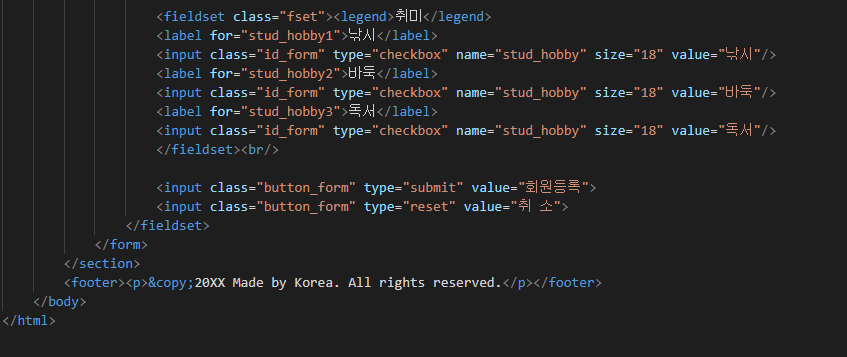 <fieldset class="fset"><legend>취미</legend>
<label for="stud_hobby1">낚시</label>
<input class="id_form" type="checkbox" name="stud_hobby" size="18" value="낚시"/>
<label for="stud_hobby2">바둑</label>
<input class="id_form" type="checkbox" name="stud_hobby" size="18" value="바둑"/>
<label for="stud_hobby3">독서</label>
<input class="id_form" type="checkbox" name="stud_hobby" size="18" value="독서"/>
</fieldset><br/>
<input class="button_form" type="submit" value="회원등록">
<input class="button_form" type="reset" value="취 소">
</fieldset>
</form>
</section>
<footer><p>&copy;20XX Made by Korea. All rights reserved.</p></footer>
</body>
</html>